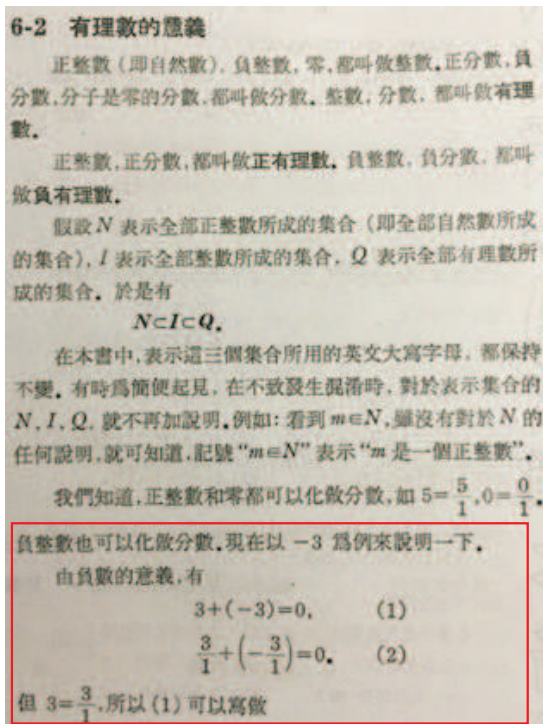 6-2 有理數的意義
正整數(即自然數),負整數,零,都叫做整數.正分數,負
分數,分子是零的分數,都叫做分數.整數,分數,都叫做有理
數.
正整數,正分數,都叫做正有理數.負整數,負分數,都叫
做負有理數.
假設 N 表示全部正整數所成的集合(即全部自然數所成
的集合),I 表示全部整數所成的集合,Q 表示全部有理數所
成的集合.於是有
N⊂I⊂Q.
在本書中,表示這三個集合所用的英文大寫字母,都保持
不變.有時爲簡便起見,在不致發生混淆時,對於表示集合的
N,I,Q,就不再加說明.例如:看到 m∈N,雖沒有對於 N 的
任何說明,就可知道,記號“m∈N”表示“m 是一個正整數”.
我們知道,正整數和零都可以化做分數,如 5=5/1,0=0/1.
負整數也可以化做分數.現在以 −3 爲例來說明一下.
由負數的意義,有
3+(−3)=0, (1)
3/1+(−3/1)=0. (2)
但 3=3/1,所以 (1) 可以寫做